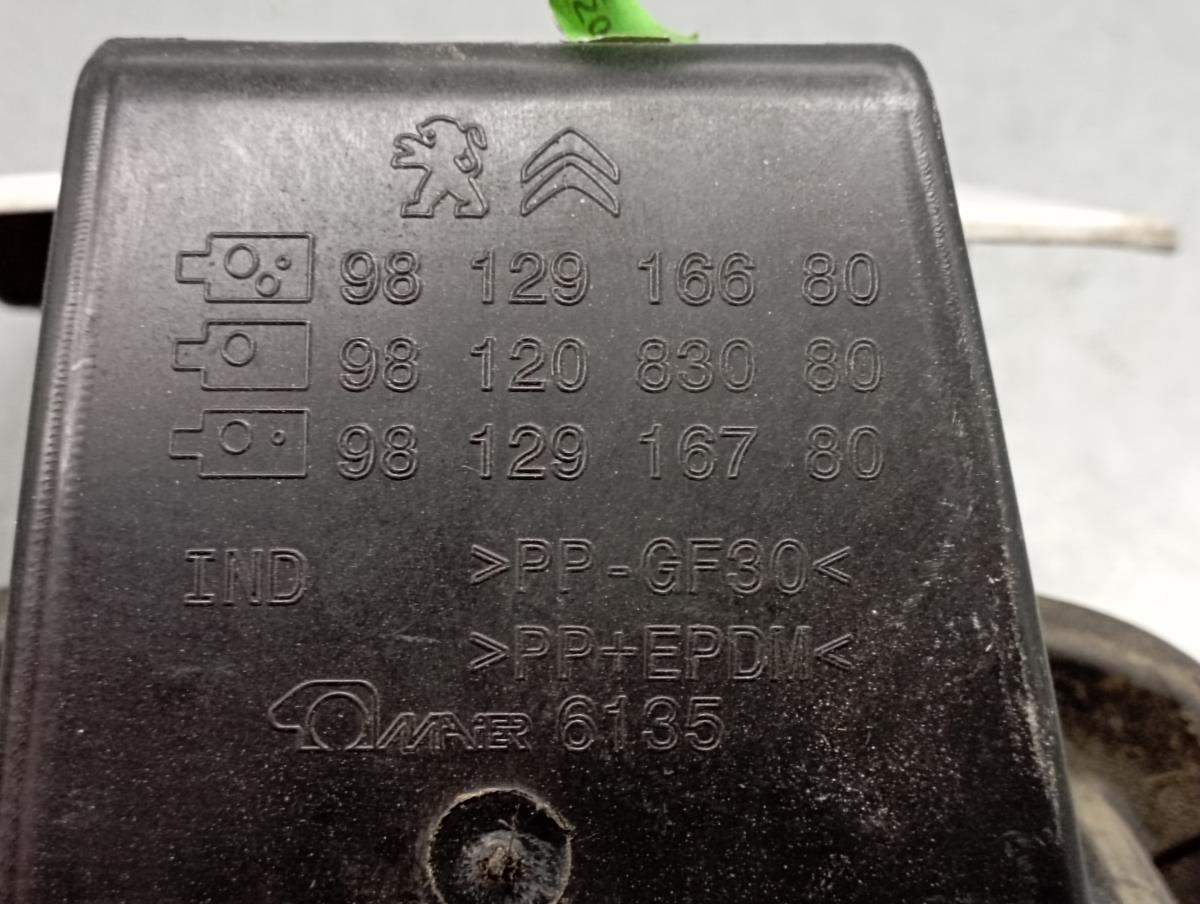 20
98 129 166 80
98 120 830 80
98 129 167 80
IND >PP-GF30<
>PP+EPDM<
MAIER 6135